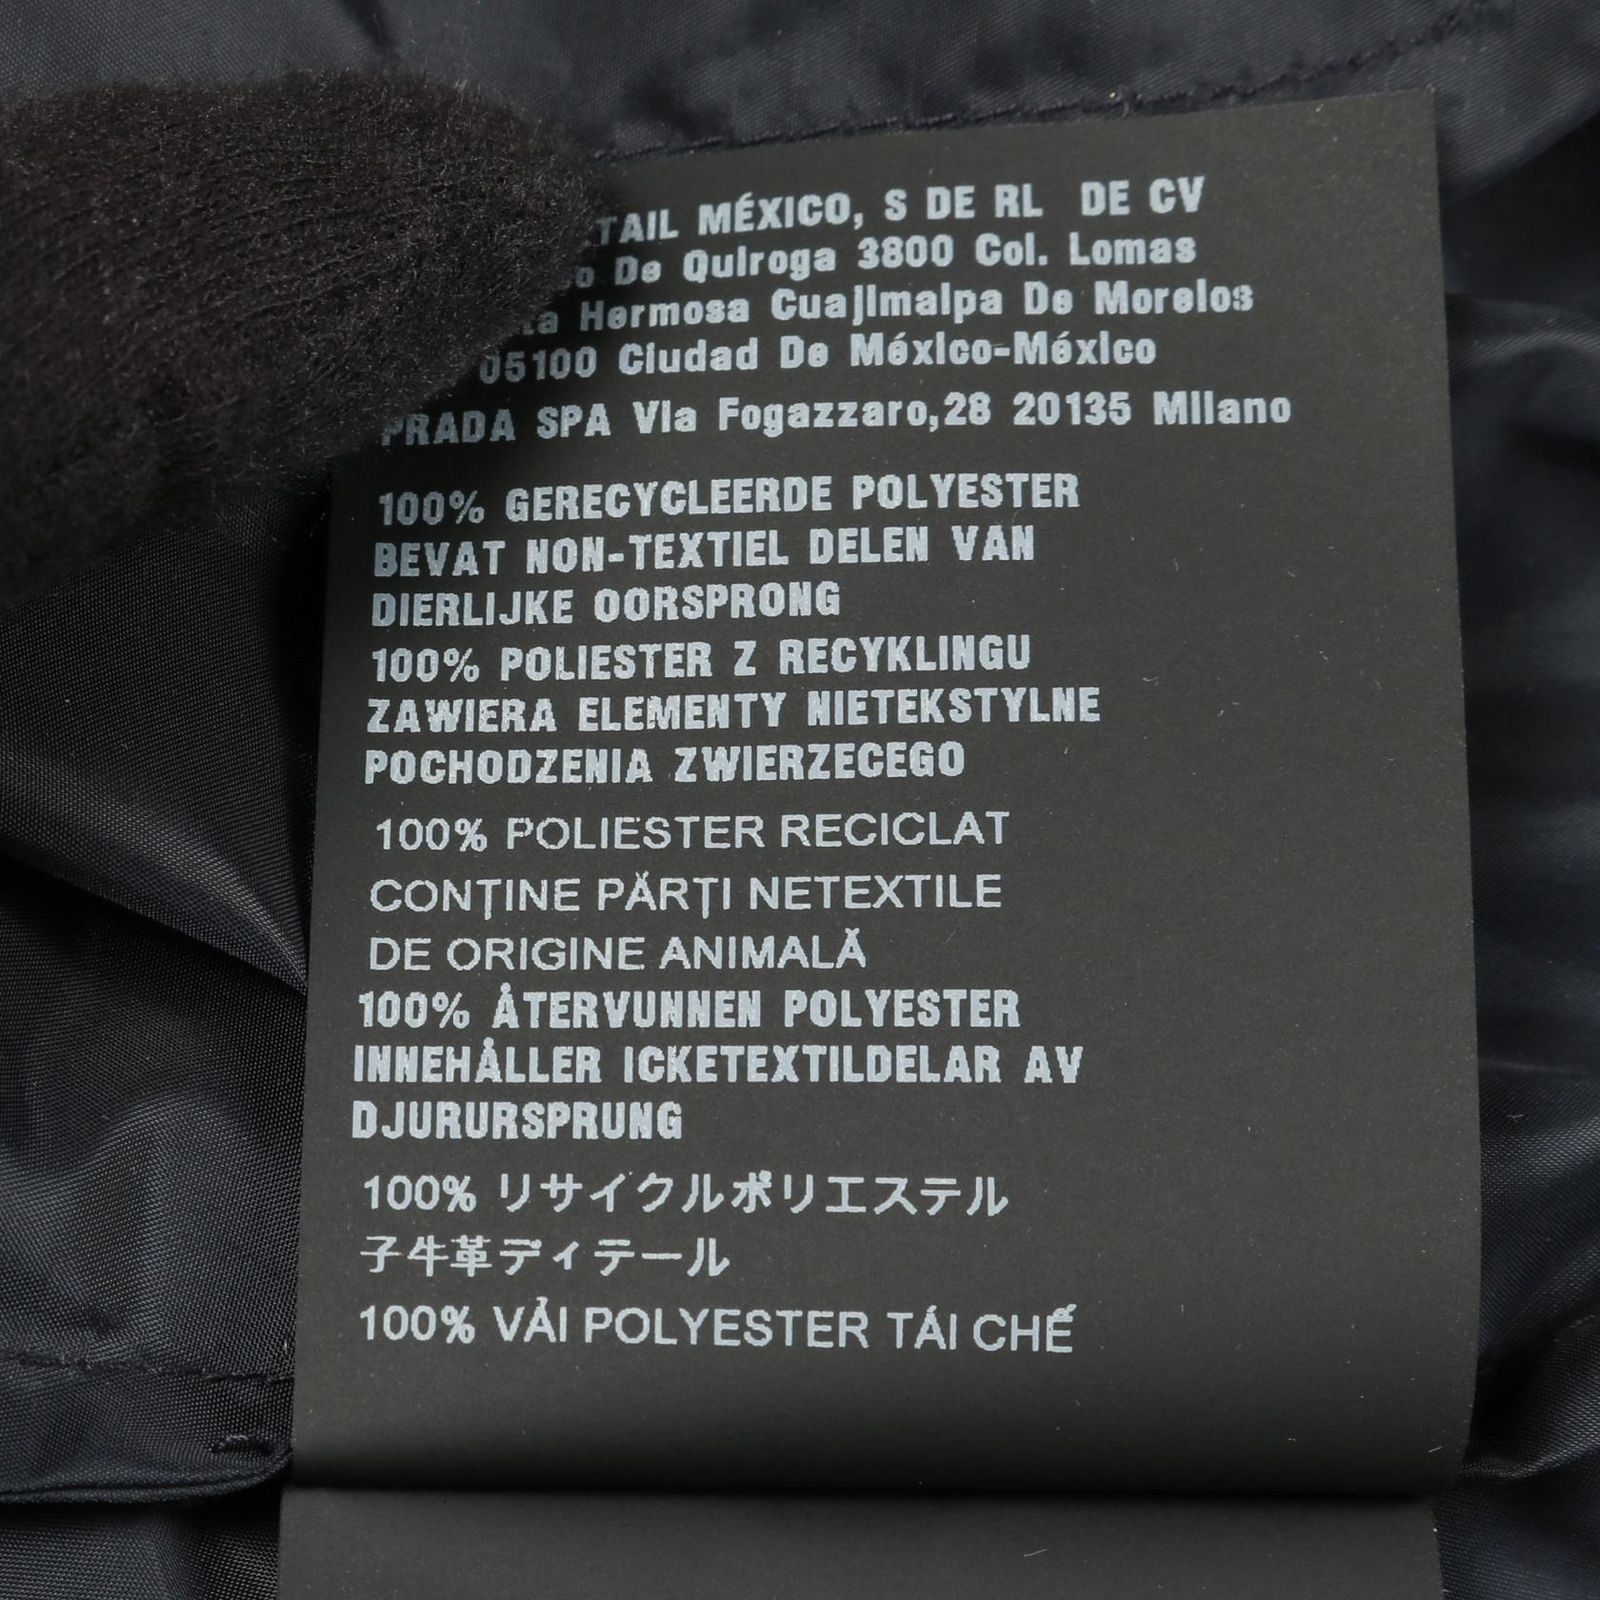 MÉXICO, S DE RL DE CV
De Quiroga 3800 Col. Lomas
Hermosa Cuajimalpa De Morelos
05100 Ciudad De México-México
PRADA SPA Via Fogazzaro,28 20135 Milano
100% GERECYCLEERDE POLYESTER
BEVAT NON-TEXTIEL DELEN VAN
DIERLIJKE OORSPRONG
100% POLIESTER Z RECYKLINGU
ZAWIERA ELEMENTY NIETEKSTYLNE
POCHODZENIA ZWIERZECEGO
100% POLIESTER RECICLAT
CONȚINE PĂRȚI NETEXTILE
DE ORIGINE ANIMALĂ
100% ÅTERVUNNEN POLYESTER
INNEHÅLLER ICKETEXTILDELAR AV
DJURURSPRUNG
100% リサイクルポリエステル
子牛革ディテール
100% VẢI POLYESTER TÁI CHẾ